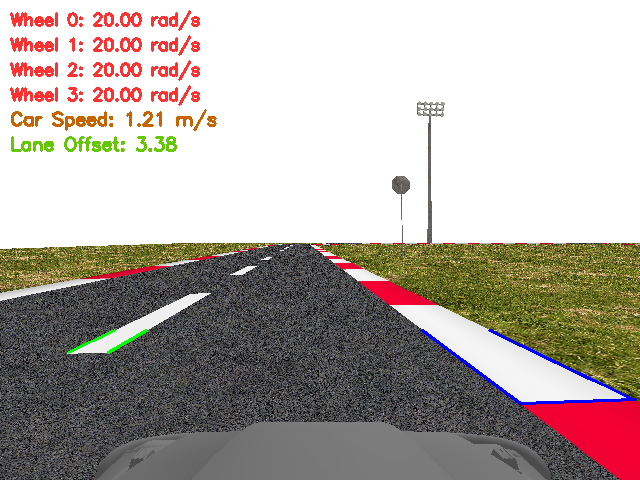 Wheel 0: 20.00 rad/s
Wheel 1: 20.00 rad/s
Wheel 2: 20.00 rad/s
Wheel 3: 20.00 rad/s
Car Speed: 1.21 m/s
Lane Offset: 3.38